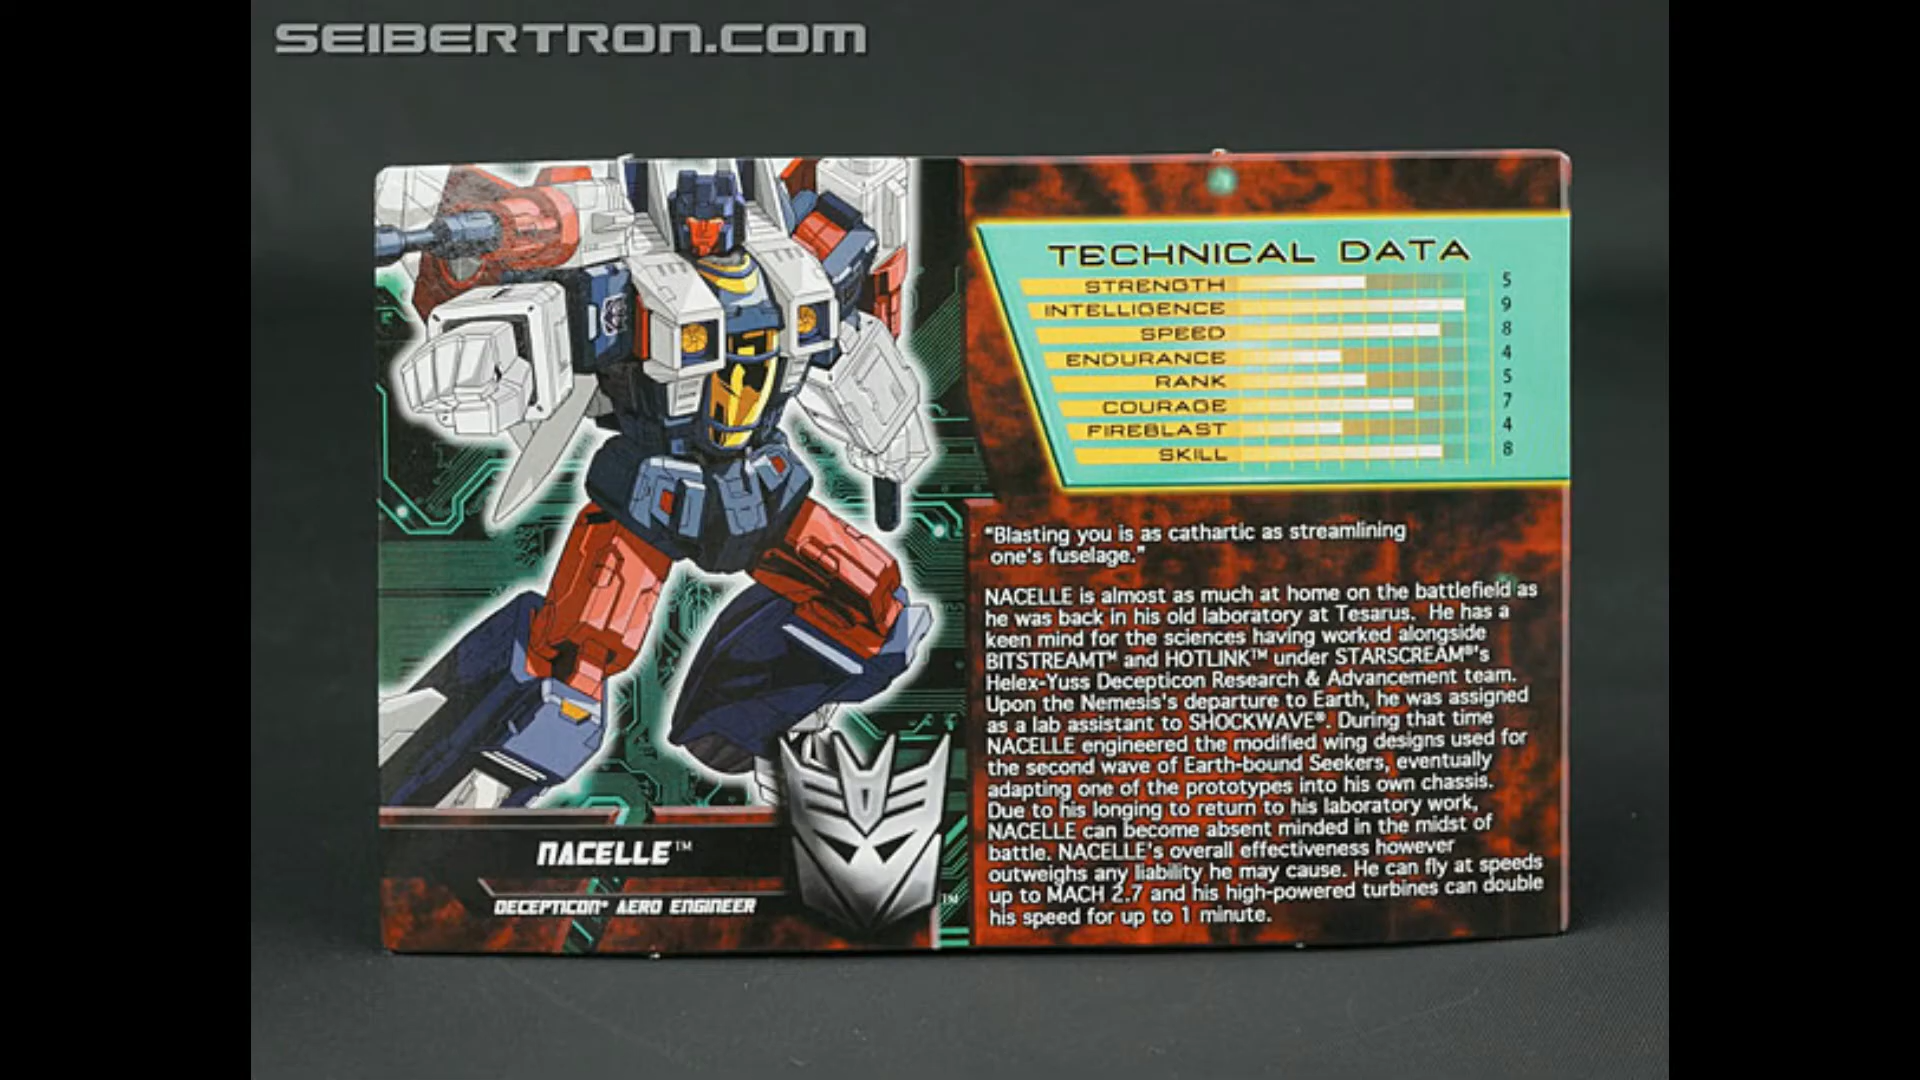 SEIBERTRON.COM
TECHNICAL DATA
STRENGTH 5
INTELLIGENCE 9
SPEED 8
ENDURANCE 4
RANK 5
COURAGE 7
FIREBLAST 4
SKILL 8
"Blasting you is as cathartic as streamlining
one's fuselage."
NACELLE is almost as much at home on the battlefield as
he was back in his old laboratory at Tesarus. He has a
keen mind for the sciences having worked alongside
BITSTREAMT™ and HOTLINK™ under STARSCREAM®'s
Helex-Yuss Decepticon Research & Advancement team.
Upon the Nemesis's departure to Earth, he was assigned
as a lab assistant to SHOCKWAVE®. During that time
NACELLE engineered the modified wing designs used for
the second wave of Earth-bound Seekers, eventually
adapting one of the prototypes into his own chassis.
Due to his longing to return to his laboratory work,
NACELLE can become absent minded in the midst of
battle. NACELLE's overall effectiveness however
outweighs any liability he may cause. He can fly at speeds
up to MACH 2.7 and his high-powered turbines can double
his speed for up to 1 minute.
NACELLE™
DECEPTICON® AERO ENGINEER
TM